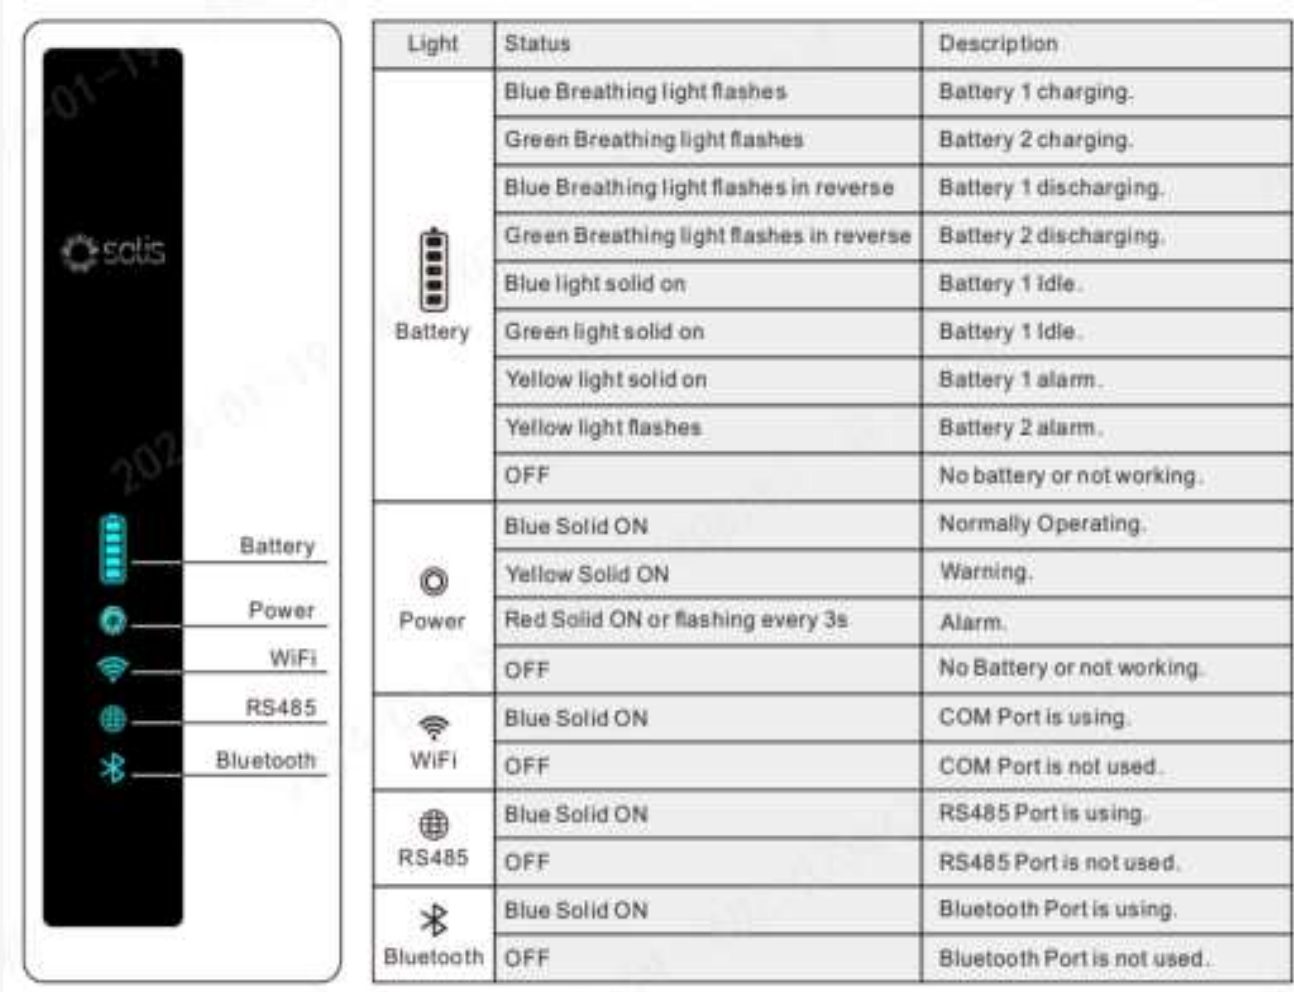 solis
Battery
Power
WiFi
RS485
Bluetooth
Light Status Description
Battery
Blue Breathing light flashes Battery 1 charging.
Green Breathing light flashes Battery 2 charging.
Blue Breathing light flashes in reverse Battery 1 discharging.
Green Breathing light flashes in reverse Battery 2 discharging.
Blue light solid on Battery 1 Idle.
Green light solid on Battery 1 Idle.
Yellow light solid on Battery 1 alarm.
Yellow light flashes Battery 2 alarm.
OFF No battery or not working.
Power
Blue Solid ON Normally Operating.
Yellow Solid ON Warning.
Red Solid ON or flashing every 3s Alarm.
OFF No Battery or not working.
WiFi
Blue Solid ON COM Port is using.
OFF COM Port is not used.
RS485
Blue Solid ON RS485 Port is using.
OFF RS485 Port is not used.
Bluetooth
Blue Solid ON Bluetooth Port is using.
OFF Bluetooth Port is not used.